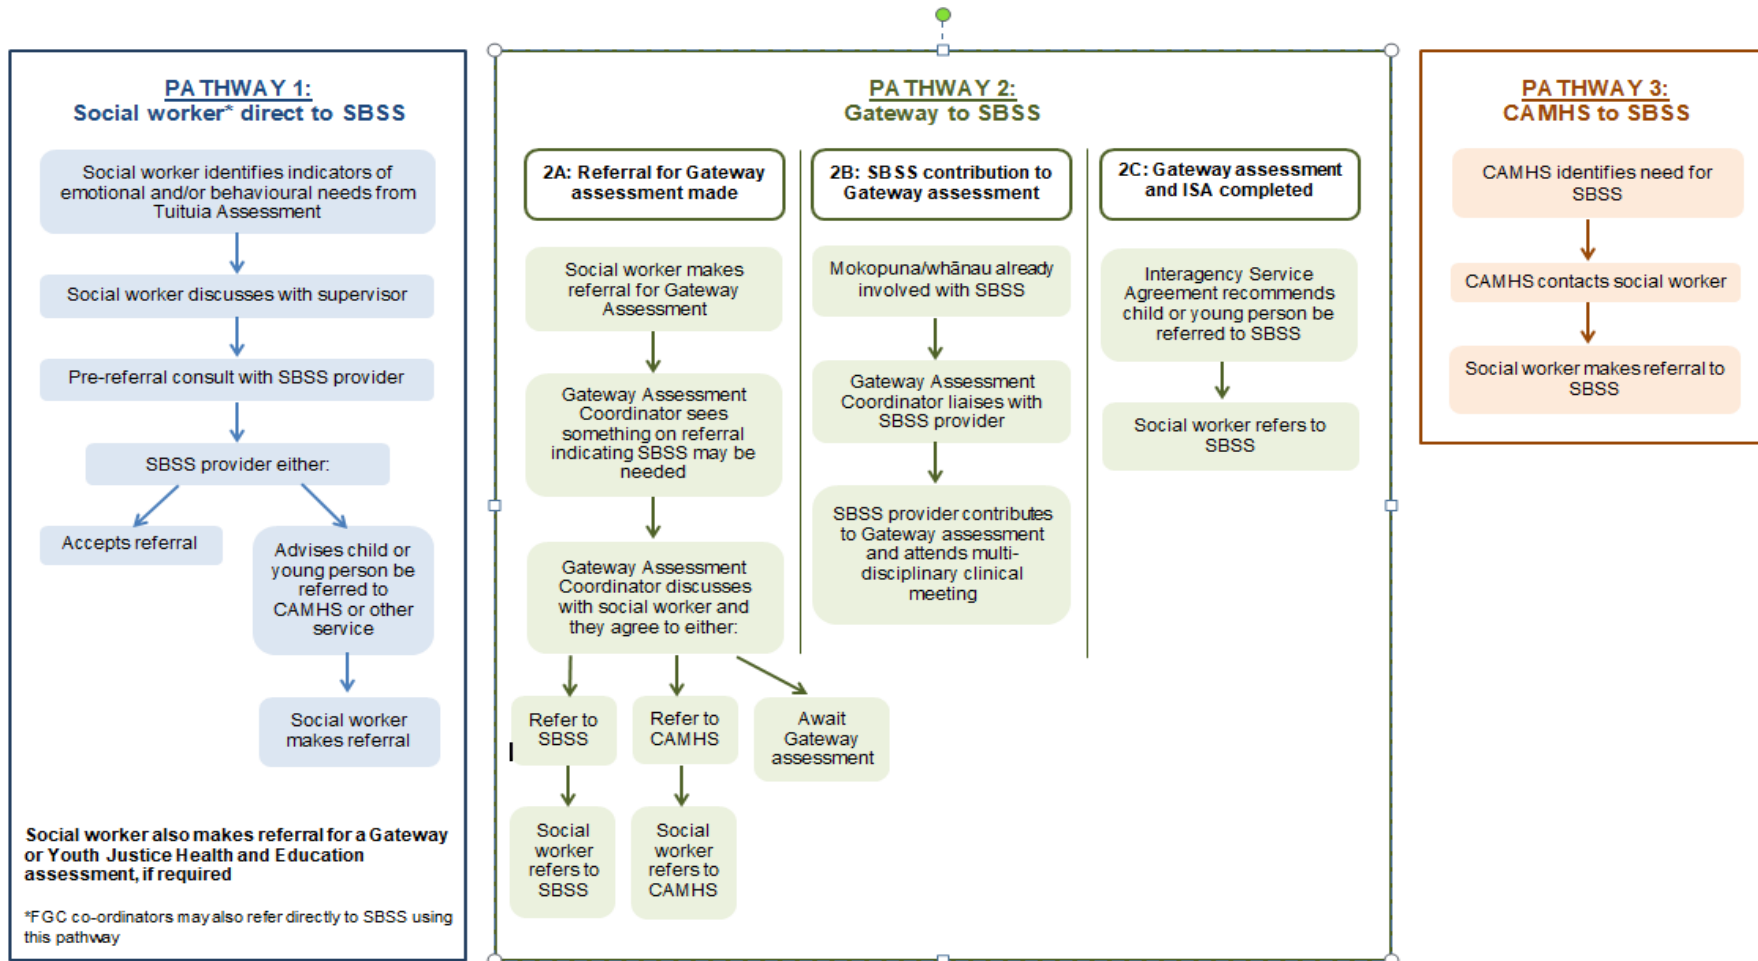 PATHWAY 1:
Social worker* direct to SBSS
Social worker identifies indicators of
emotional and/or behavioural needs from
Tuituia Assessment
Social worker discusses with supervisor
Pre-referral consult with SBSS provider
SBSS provider either:
Accepts referral
Advises child or
young person be
referred to
CAMHS or other
service
Social worker
makes referral
Social worker also makes referral for a Gateway
or Youth Justice Health and Education
assessment, if required
*FGC co-ordinators may also refer directly to SBSS using
this pathway
PATHWAY 2:
Gateway to SBSS
2A: Referral for Gateway
assessment made
Social worker makes
referral for Gateway
Assessment
Gateway Assessment
Coordinator sees
something on referral
indicating SBSS may be
needed
Gateway Assessment
Coordinator discusses
with social worker and
they agree to either:
Refer to
SBSS
Refer to
CAMHS
Await
Gateway
assessment
Social
worker
refers to
SBSS
Social
worker
refers to
CAMHS
2B: SBSS contribution to
Gateway assessment
Mokopuna/whānau already
involved with SBSS
Gateway Assessment
Coordinator liaises with
SBSS provider
SBSS provider contributes
to Gateway assessment
and attends multi-
disciplinary clinical
meeting
2C: Gateway assessment
and ISA completed
Interagency Service
Agreement recommends
child or young person be
referred to SBSS
Social worker refers to
SBSS
PATHWAY 3:
CAMHS to SBSS
CAMHS identifies need for
SBSS
CAMHS contacts social worker
Social worker makes referral to
SBSS